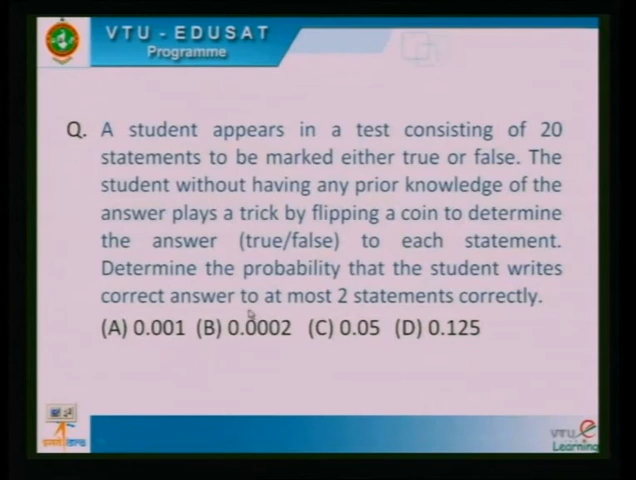 VTU - EDUSAT
Programme
Q. A student appears in a test consisting of 20
statements to be marked either true or false. The
student without having any prior knowledge of the
answer plays a trick by flipping a coin to determine
the answer (true/false) to each statement.
Determine the probability that the student writes
correct answer to at most 2 statements correctly.
(A) 0.001 (B) 0.0002 (C) 0.05 (D) 0.125
VTU e
Learning